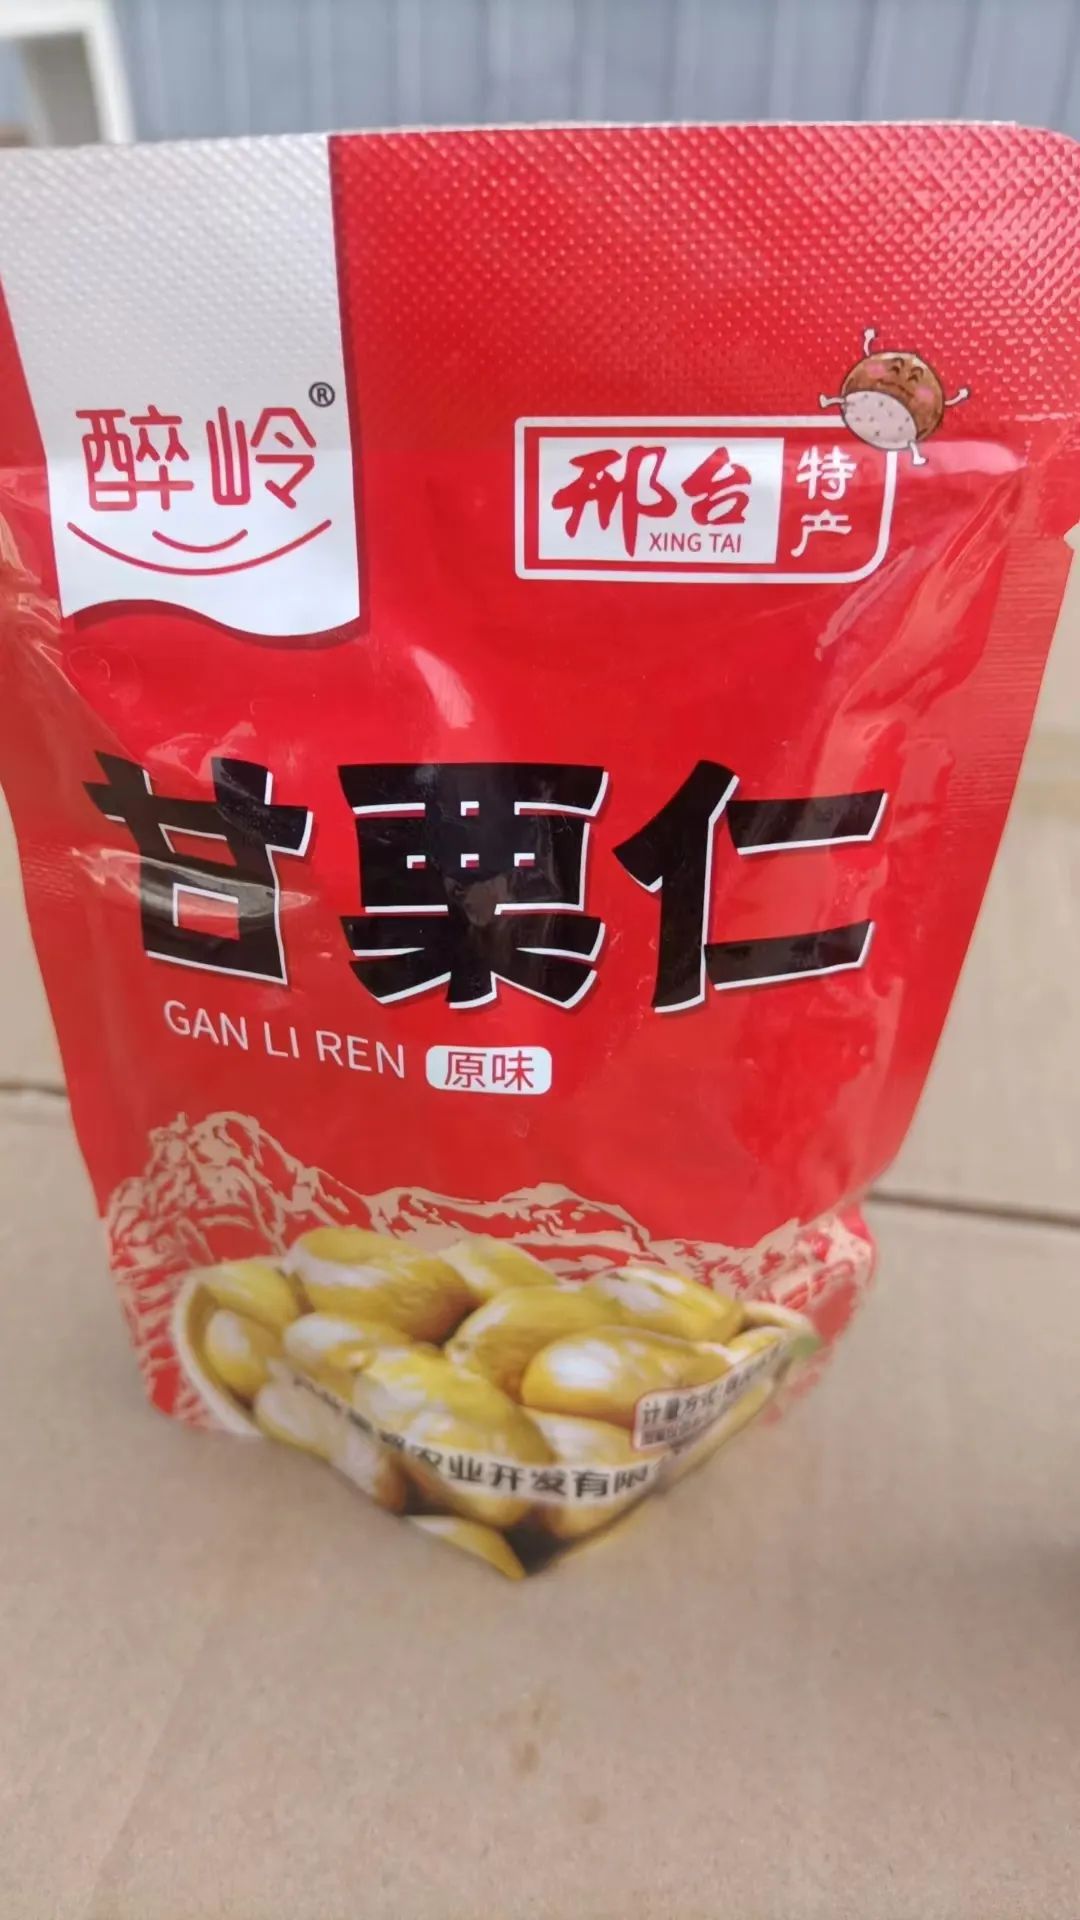 醉岭®
邢台
XING TAI
特产
甘栗仁
GAN LI REN
原味
计量方式:
农业开发有限